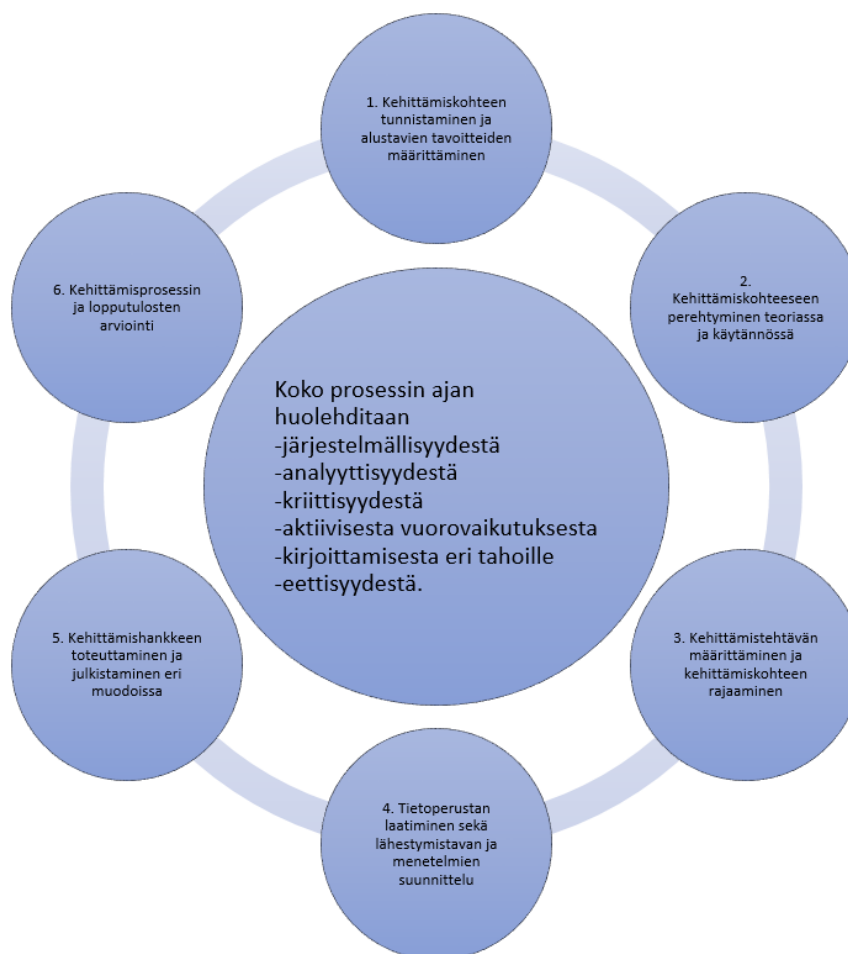 1. Kehittämiskohteen
tunnistaminen ja
alustavien tavoitteiden
määrittäminen
2.
Kehittämiskohteeseen
perehtyminen teoriassa
ja käytännössä
3. Kehittämistehtävän
määrittäminen ja
kehittämiskohteen
rajaaminen
4. Tietoperustan
laatiminen sekä
lähestymistavan ja
menetelmien
suunnittelu
5. Kehittämishankkeen
toteuttaminen ja
julkistaminen eri
muodoissa
6. Kehittämisprosessin
ja lopputulosten
arviointi
Koko prosessin ajan
huolehditaan
-järjestelmällisyydestä
-analyyttisyydestä
-kriittisyydestä
-aktiivisesta vuorovaikutuksesta
-kirjoittamisesta eri tahoille
-eettisyydestä.